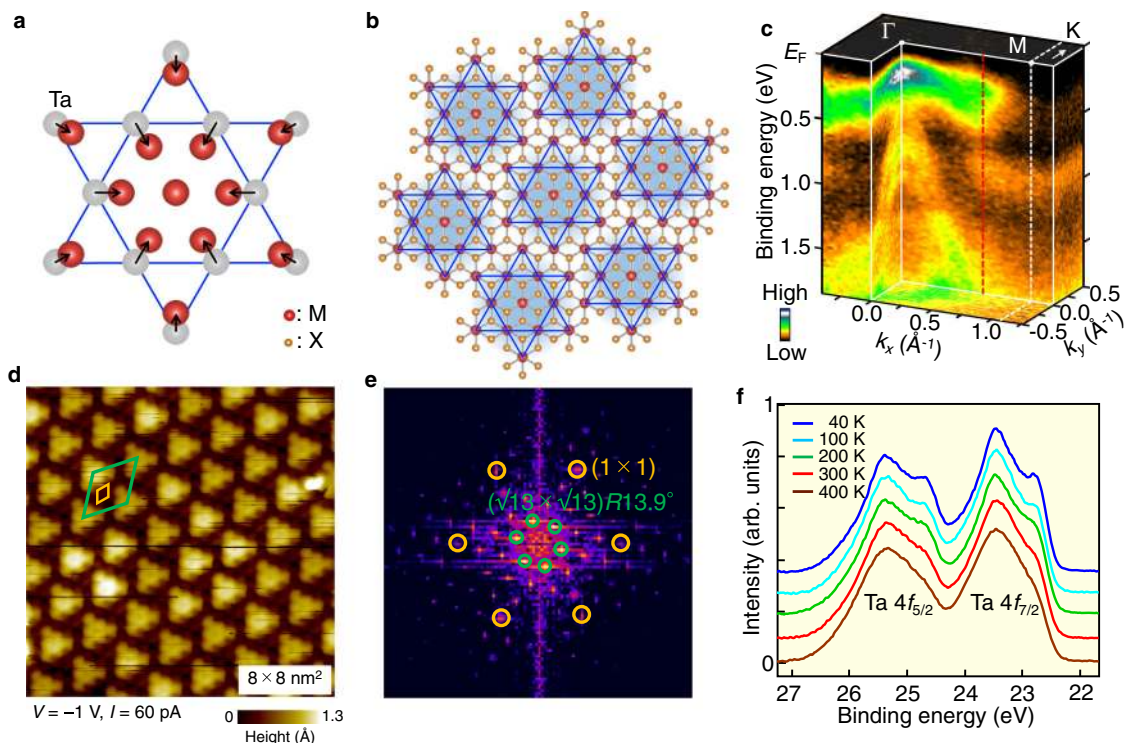 a
Ta
: M
: X
b
c
Γ
M
K
E_F
0.5
1.0
1.5
Binding energy (eV)
High
Low
0.0
0.5
1.0
k_x (Å⁻¹)
-0.5
0.0
0.5
k_y (Å⁻¹)
d
8 × 8 nm²
V = –1 V, I = 60 pA
0
1.3
Height (Å)
e
(1 × 1)
(√13 × √13)R13.9°
f
1
0
Intensity (arb. units)
40 K
100 K
200 K
300 K
400 K
Ta 4f₅/₂
Ta 4f₇/₂
27
26
25
24
23
22
Binding energy (eV)